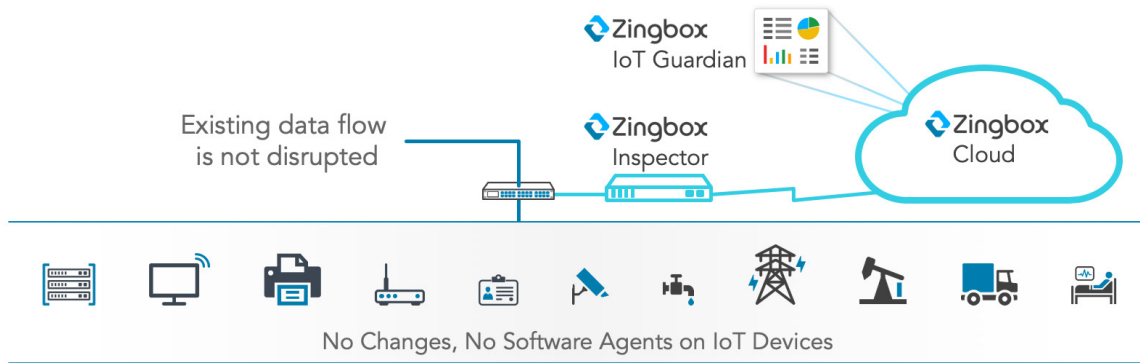 Zingbox
IoT Guardian
Existing data flow
is not disrupted
Zingbox
Inspector
Zingbox
Cloud
No Changes, No Software Agents on IoT Devices